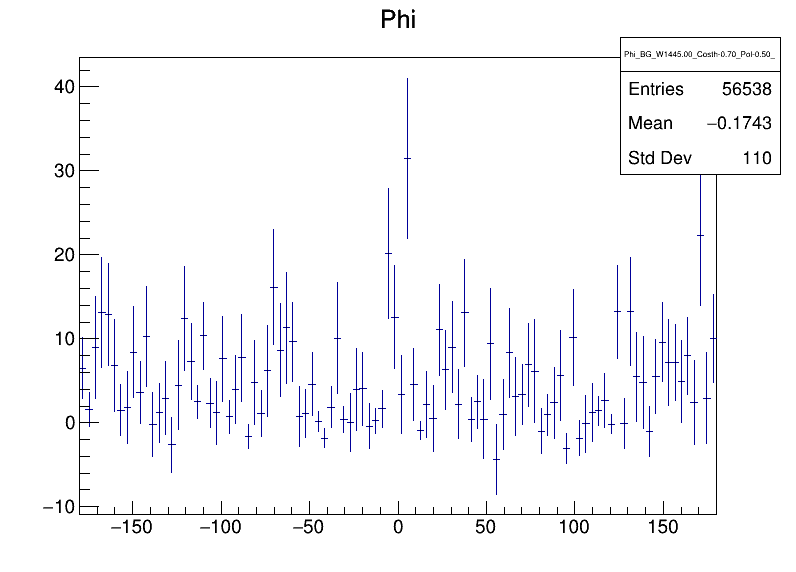 Phi
Phi_BG_W1445.00_Costh-0.70_Pol-0.50_
Entries 56538
Mean −0.1743
Std Dev 110
40
30
20
10
0
−10
−150 −100 −50 0 50 100 150